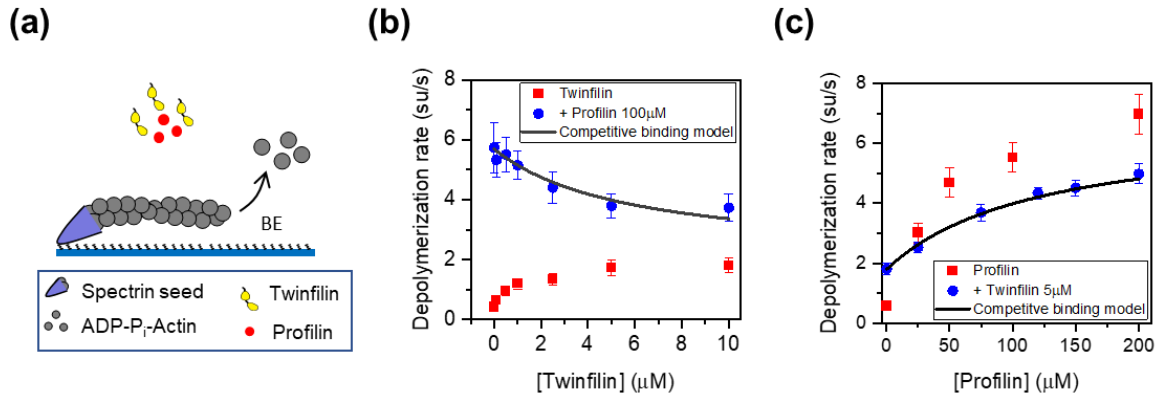 (a)
BE
Spectrin seed
Twinfilin
ADP-Pi-Actin
Profilin
(b)
Depolymerization rate (su/s)
8
6
4
2
0
Twinfilin
+ Profilin 100μM
Competitive binding model
0 2 4 6 8 10
[Twinfilin] (μM)
(c)
Depolymerization rate (su/s)
8
6
4
2
0
Profilin
+ Twinfilin 5μM
Competitve binding model
0 50 100 150 200
[Profilin] (μM)